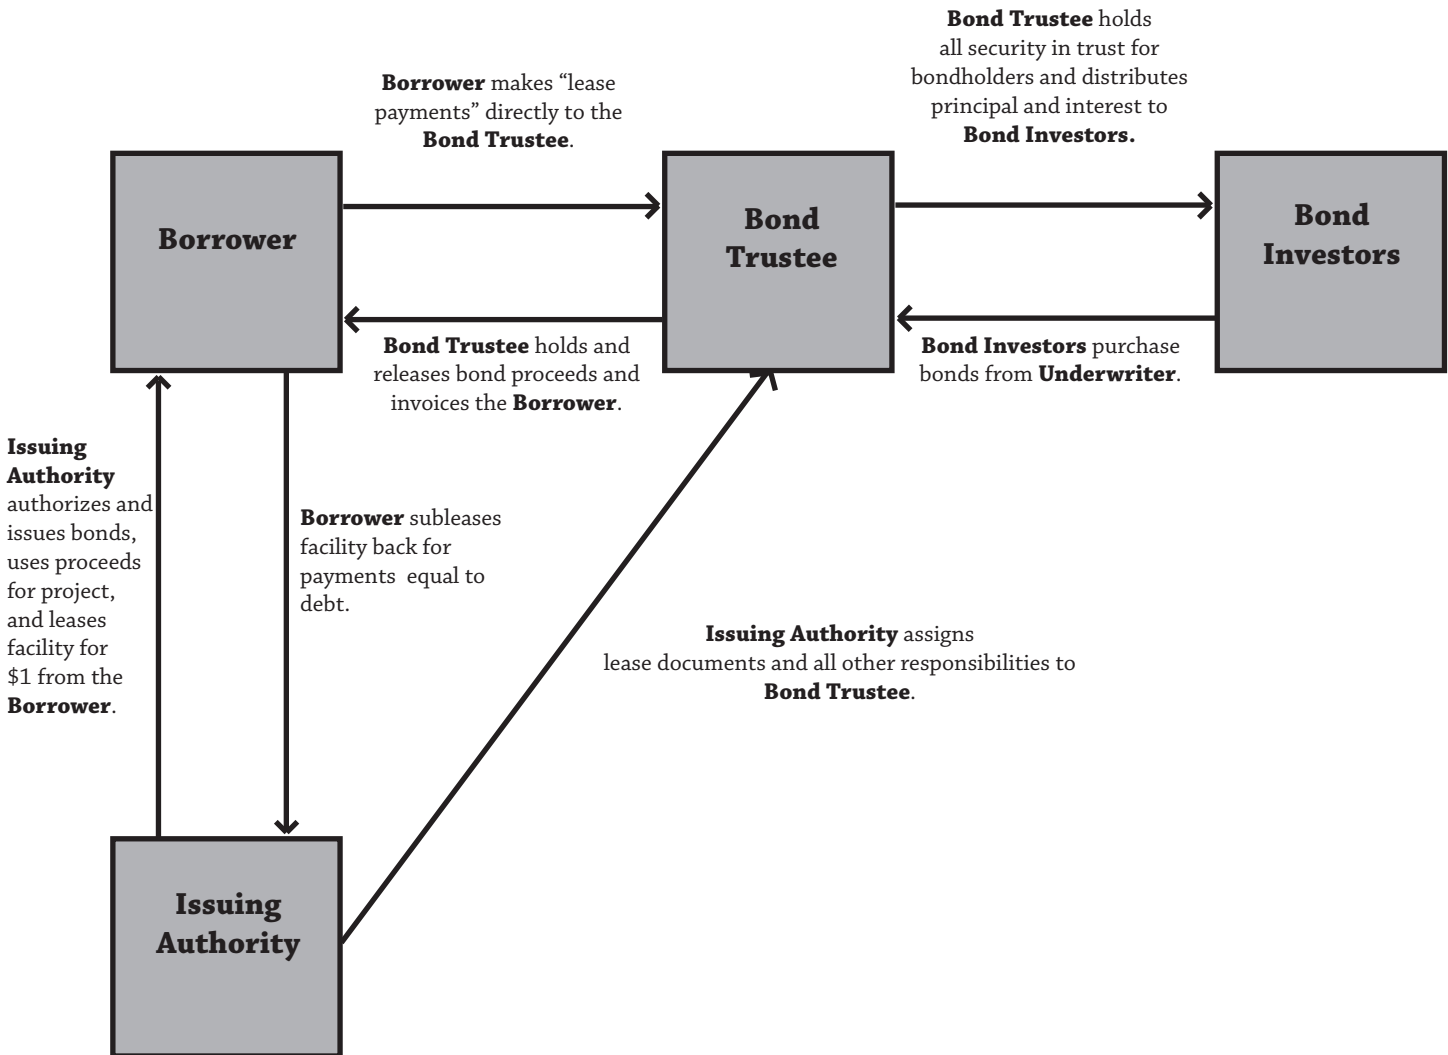 Bond Trustee holds
all security in trust for
bondholders and distributes
principal and interest to
Bond Investors.
Borrower makes “lease
payments” directly to the
Bond Trustee.
Borrower
Bond
Trustee
Bond
Investors
Bond Trustee holds and
releases bond proceeds and
invoices the Borrower.
Bond Investors purchase
bonds from Underwriter.
Issuing
Authority
authorizes and
issues bonds,
uses proceeds
for project,
and leases
facility for
$1 from the
Borrower.
Borrower subleases
facility back for
payments equal to
debt.
Issuing Authority assigns
lease documents and all other responsibilities to
Bond Trustee.
Issuing
Authority